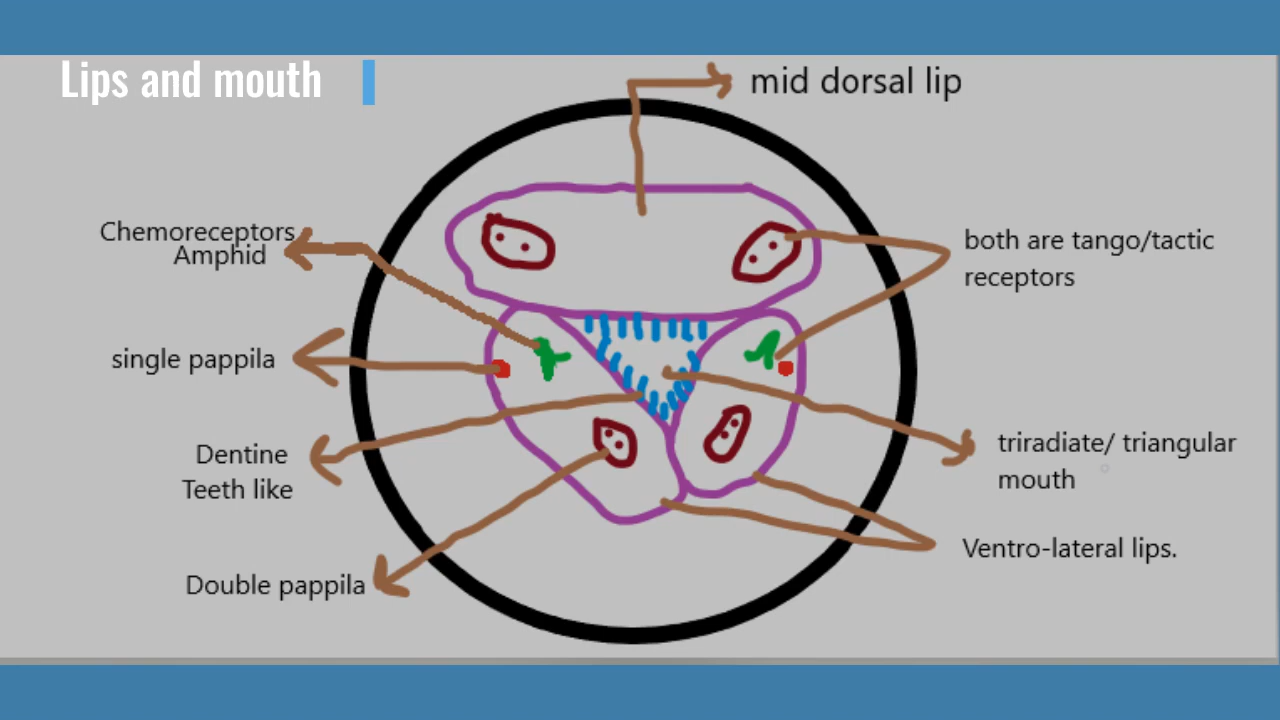 Lips and mouth
mid dorsal lip
Chemoreceptors
Amphid
both are tango/tactic
receptors
single pappila
Dentine
Teeth like
triradiate/ triangular
mouth
Ventro-lateral lips.
Double pappila